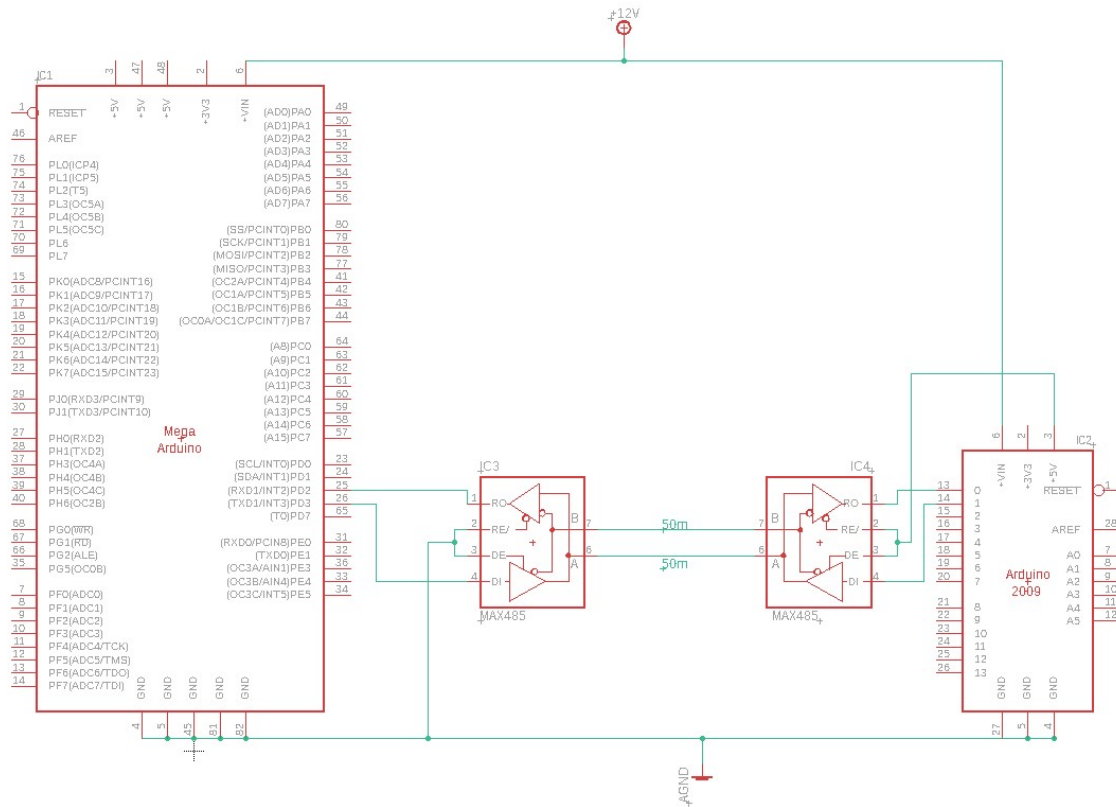 +12V
IC1
3
47
48
2
6
+5V
+5V
+5V
+3V3
+VIN
1 RESET
46 AREF
76 PL0(ICP4)
75 PL1(ICP5)
74 PL2(T5)
73 PL3(OC5A)
72 PL4(OC5B)
71 PL5(OC5C)
70 PL6
69 PL7
15 PK0(ADC8/PCINT16)
16 PK1(ADC9/PCINT17)
17 PK2(ADC10/PCINT18)
18 PK3(ADC11/PCINT19)
19 PK4(ADC12/PCINT20)
20 PK5(ADC13/PCINT21)
21 PK6(ADC14/PCINT22)
22 PK7(ADC15/PCINT23)
29 PJ0(RXD3/PCINT9)
30 PJ1(TXD3/PCINT10)
27 PH0(RXD2)
28 PH1(TXD2)
37 PH3(OC4A)
38 PH4(OC4B)
39 PH5(OC4C)
40 PH6(OC2B)
68 PG0(WR)
67 PG1(RD)
66 PG2(ALE)
35 PG5(OC0B)
7 PF0(ADC0)
8 PF1(ADC1)
9 PF2(ADC2)
10 PF3(ADC3)
11 PF4(ADC4/TCK)
12 PF5(ADC5/TMS)
13 PF6(ADC6/TDO)
14 PF7(ADC7/TDI)
Mega
Arduino
(AD0)PA0 49
(AD1)PA1 50
(AD2)PA2 51
(AD3)PA3 52
(AD4)PA4 53
(AD5)PA5 54
(AD6)PA6 55
(AD7)PA7 56
(SS/PCINT0)PB0 80
(SCK/PCINT1)PB1 79
(MOSI/PCINT2)PB2 78
(MISO/PCINT3)PB3 77
(OC2A/PCINT4)PB4 41
(OC1A/PCINT5)PB5 42
(OC1B/PCINT6)PB6 43
(OC0A/OC1C/PCINT7)PB7 44
(A8)PC0 64
(A9)PC1 63
(A10)PC2 62
(A11)PC3 61
(A12)PC4 60
(A13)PC5 59
(A14)PC6 58
(A15)PC7 57
(SCL/INT0)PD0 23
(SDA/INT1)PD1 24
(RXD1/INT2)PD2 25
(TXD1/INT3)PD3 26
(T0)PD7 65
(RXD0/PCIN8)PE0 31
(TXD0)PE1 32
(OC3A/AIN1)PE3 36
(OC3B/AIN4)PE4 33
(OC3C/INT5)PE5 34
GND
GND
GND
GND
GND
4
5
45
81
82
IC3
1 RO
2 RE/
3 DE
4 DI
B 7
A 6
MAX485
50m
50m
IC4
7 B
6 A
RO 1
RE/ 2
DE 3
DI 4
MAX485
6
2
3
IC2
+VIN
+3V3
+5V
13 0
14 1
15 2
16 3
17 4
18 5
19 6
20 7
21 8
22 9
23 10
24 11
25 12
26 13
Arduino
2009
RESET 1
AREF 28
A0 7
A1 8
A2 9
A3 10
A4 11
A5 12
GND
GND
GND
27
5
4
AGND